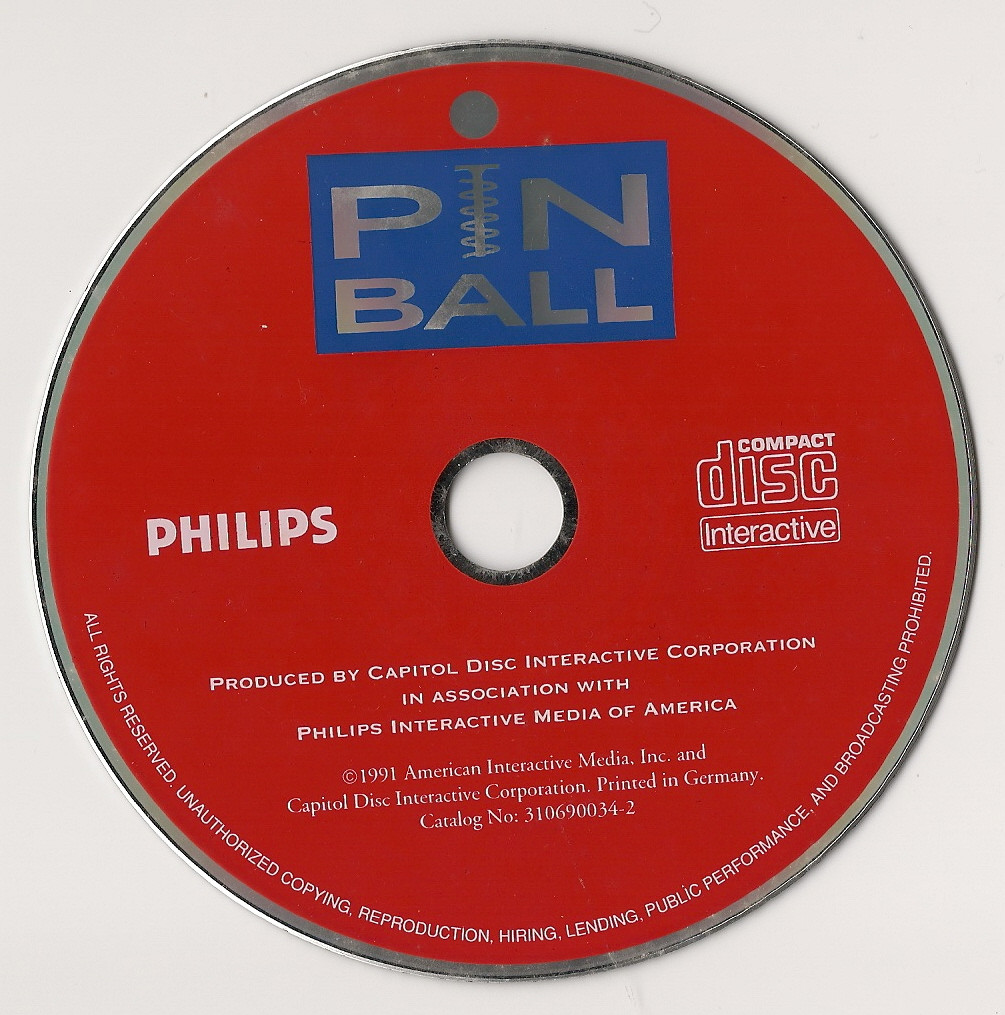 PIN
BALL
COMPACT
disc
Interactive
PHILIPS
PRODUCED BY CAPITOL DISC INTERACTIVE CORPORATION
IN ASSOCIATION WITH
PHILIPS INTERACTIVE MEDIA OF AMERICA
©1991 American Interactive Media, Inc. and
Capitol Disc Interactive Corporation. Printed in Germany.
Catalog No: 310690034-2
ALL RIGHTS RESERVED. UNAUTHORIZED COPYING, REPRODUCTION, HIRING, LENDING, PUBLIC PERFORMANCE, AND BROADCASTING PROHIBITED.